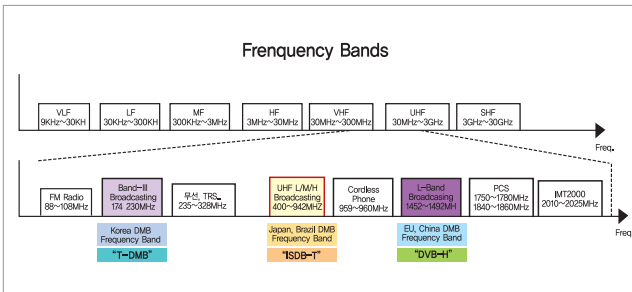 Frenquency Bands
VLF
9KHz~30KH
LF
30KHz~300KH
MF
300KHz~3MHz
HF
3MHz~30MHz
VHF
30MHz~300MHz
UHF
30MHz~3GHz
SHF
3GHz~30GHz
Freq.
FM Radio
88~108MHz
Band-III
Broadcasting
174 230MHz
무선, TRS..
235~328MHz
UHF L/M/H
Broadcasting
400~942MHZ
Cordless
Phone
959~960MHz
L-Band
Broadcasting
1452~1492MH
PCS
1750~1780MHz
1840~1860MHz
IMT2000
2010~2025MHz
Freq
Korea DMB
Frequency Band
"T-DMB"
Japan, Brazil DMB
Frequency Band
"ISDB-T"
EU, China DMB
Frequency Band
"DVB-H"